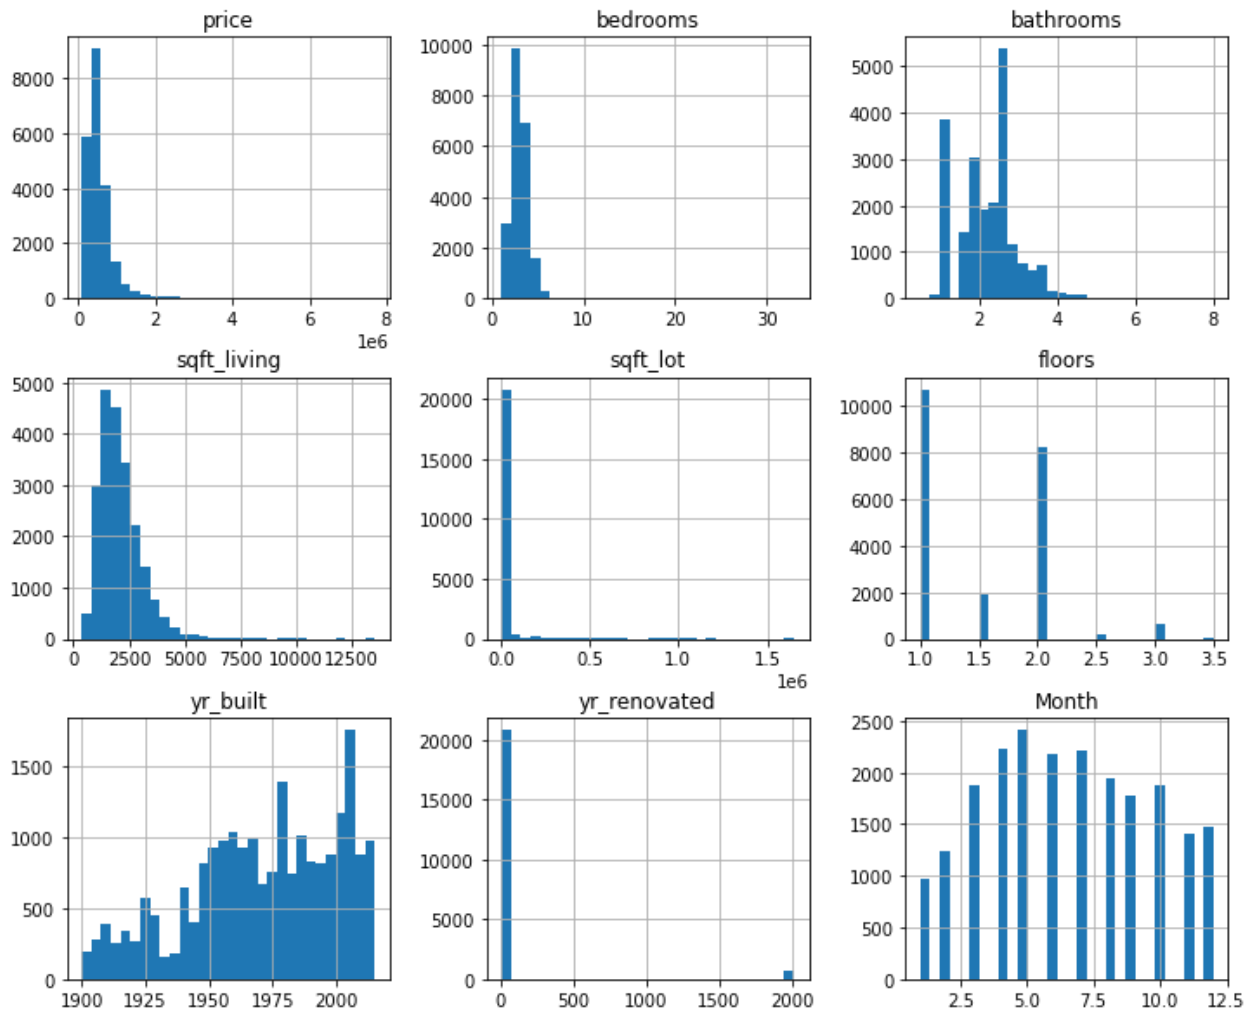 price
8000
6000
4000
2000
0
0 2 4 6 8
1e6
bedrooms
10000
8000
6000
4000
2000
0
0 10 20 30
bathrooms
5000
4000
3000
2000
1000
0
2 4 6 8
sqft_living
5000
4000
3000
2000
1000
0
0 2500 5000 7500 10000 12500
sqft_lot
20000
15000
10000
5000
0
0.0 0.5 1.0 1.5
1e6
floors
10000
8000
6000
4000
2000
0
1.0 1.5 2.0 2.5 3.0 3.5
yr_built
1500
1000
500
0
1900 1925 1950 1975 2000
yr_renovated
20000
15000
10000
5000
0
0 500 1000 1500 2000
Month
2500
2000
1500
1000
500
0
2.5 5.0 7.5 10.0 12.5